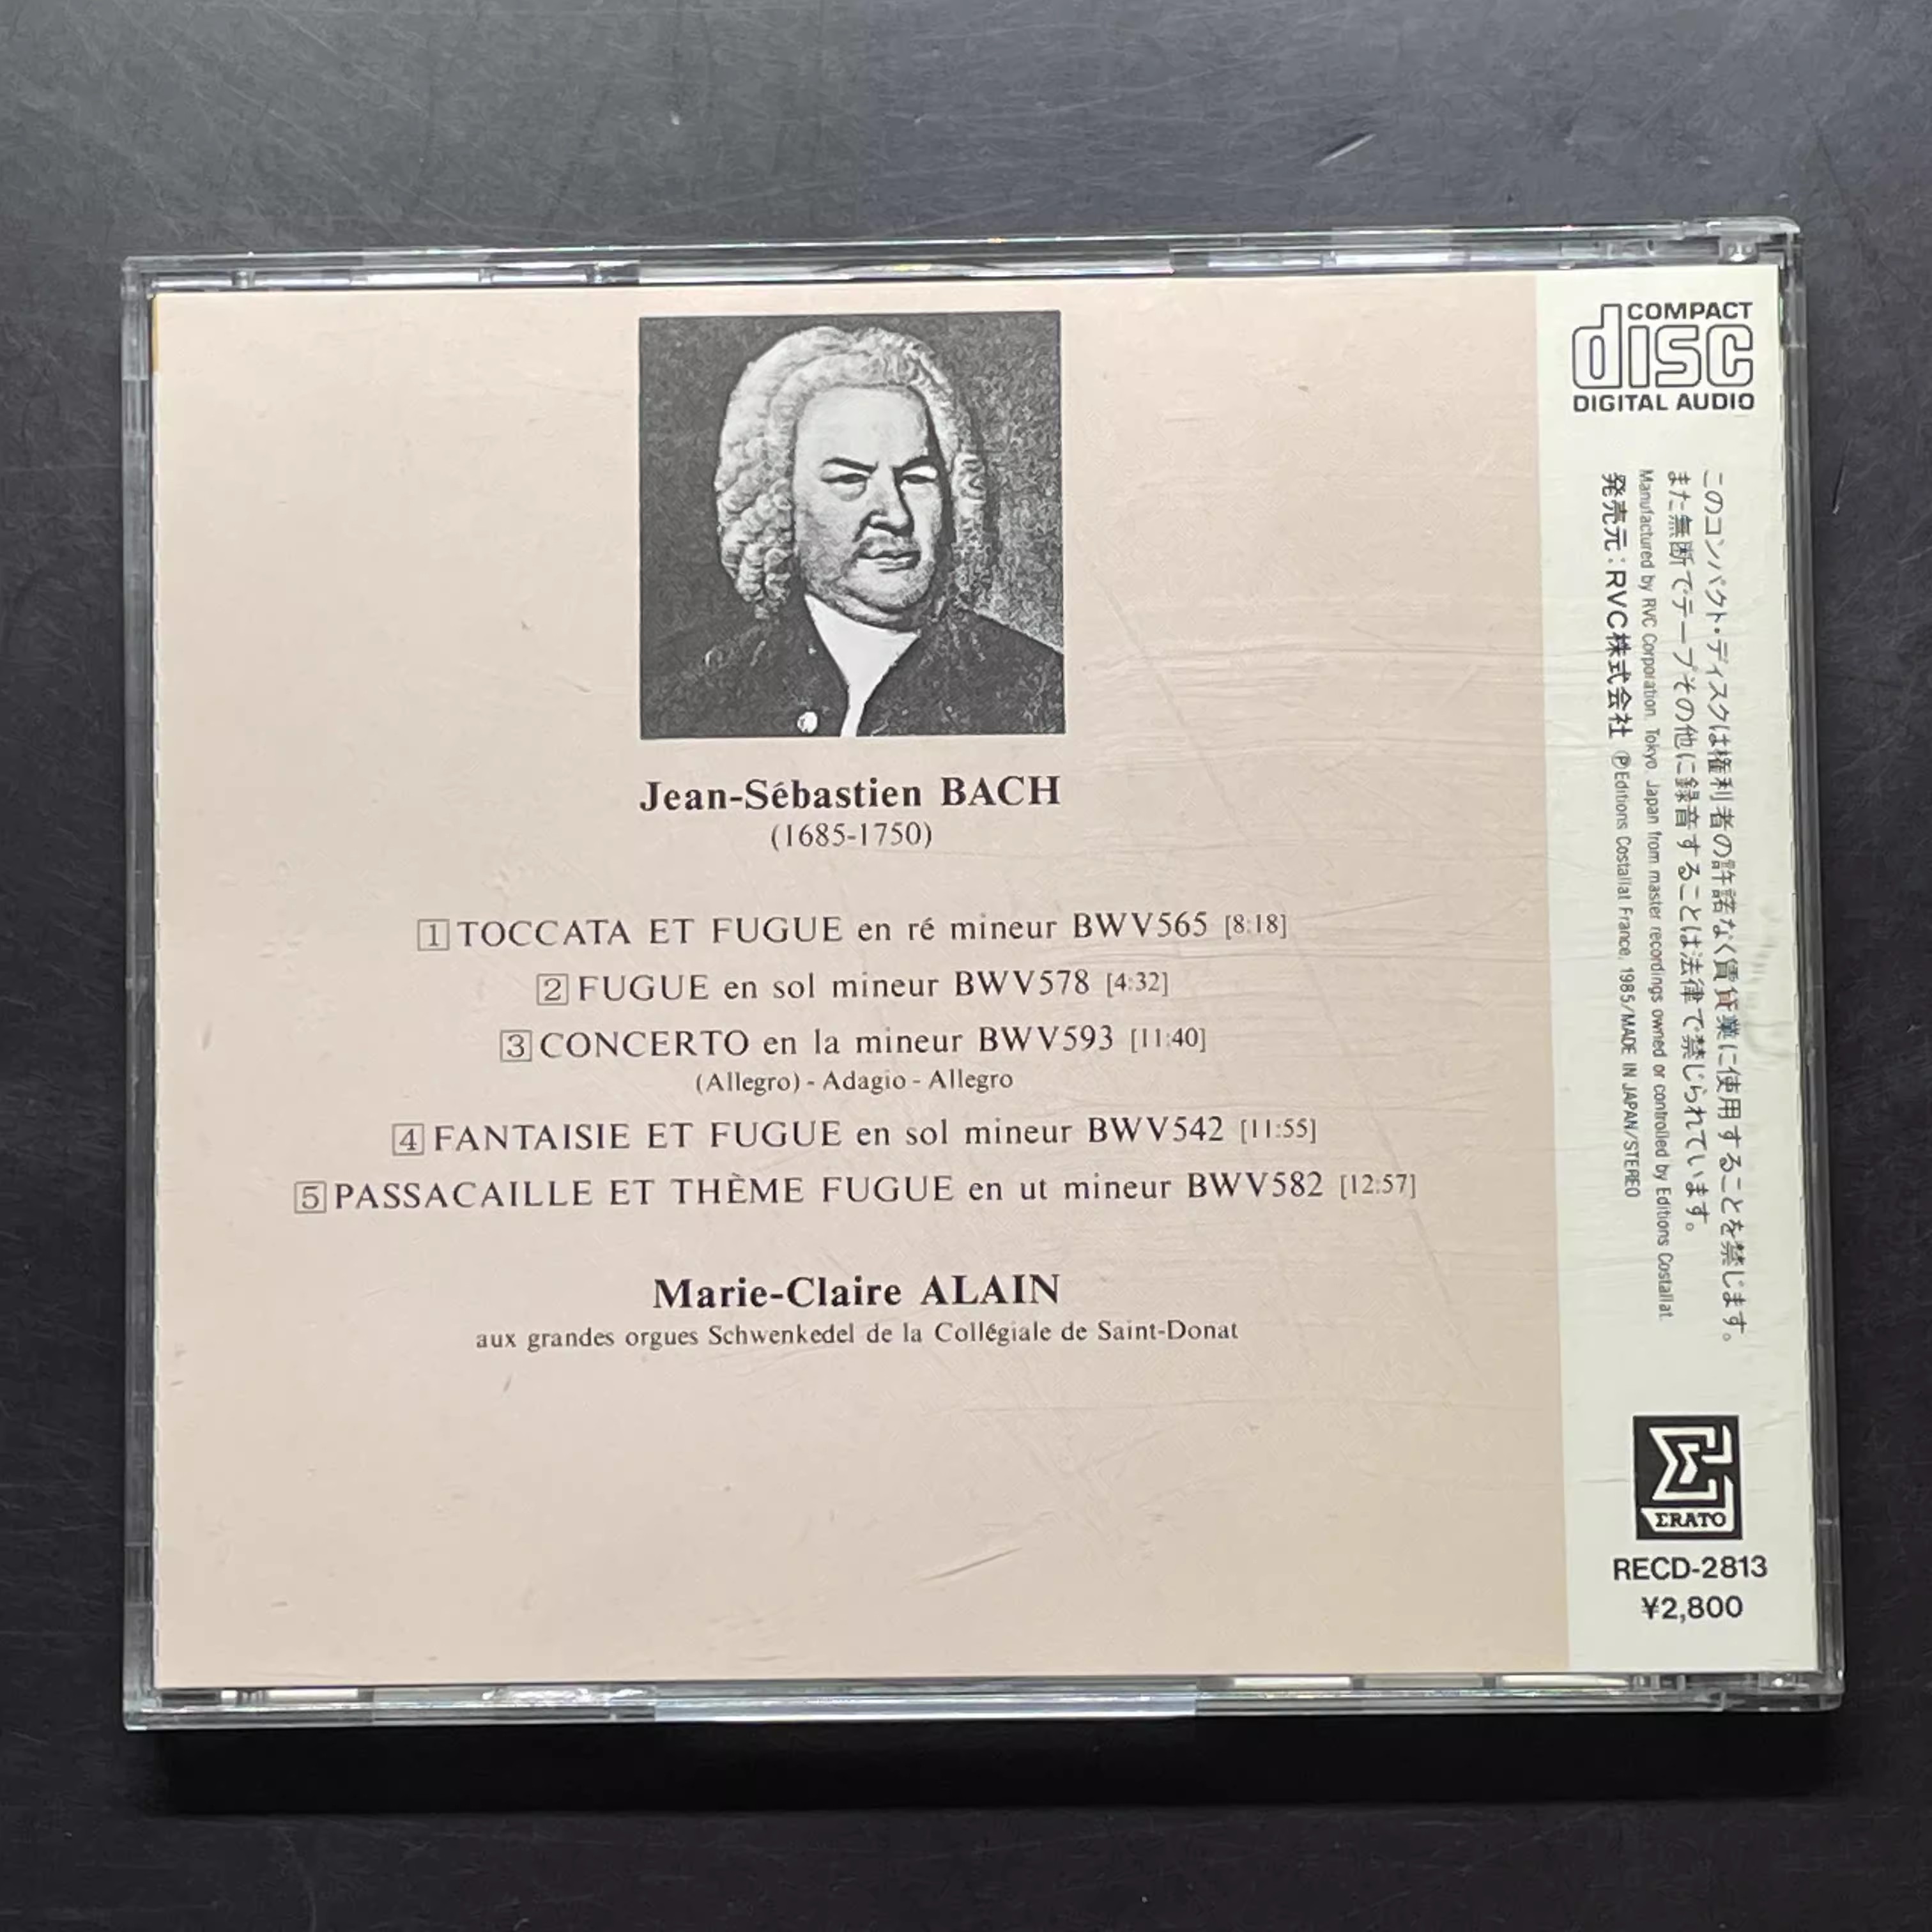 Jean-Sébastien BACH
(1685-1750)
1 TOCCATA ET FUGUE en ré mineur BWV565 [8:18]
2 FUGUE en sol mineur BWV578 [4:32]
3 CONCERTO en la mineur BWV593 [11:40]
(Allegro) - Adagio - Allegro
4 FANTAISIE ET FUGUE en sol mineur BWV542 [11:55]
5 PASSACAILLE ET THÈME FUGUE en ut mineur BWV582 [12:57]
Marie-Claire ALAIN
aux grandes orgues Schwenkedel de la Collégiale de Saint-Donat
COMPACT
disc
DIGITAL AUDIO
このコンパクト・ディスクは権利者の許諾なく賃貸業に使用することを禁じます。
また無断でテープその他に録音することは法律で禁じられています。
Manufactured by RVC Corporation, Tokyo, Japan from master recordings owned or controlled by Editions Costallat.
発売元:RVC株式会社 ℗Editions Costallat France, 1985/MADE IN JAPAN/STEREO
ΣRATO
RECD-2813
¥2,800